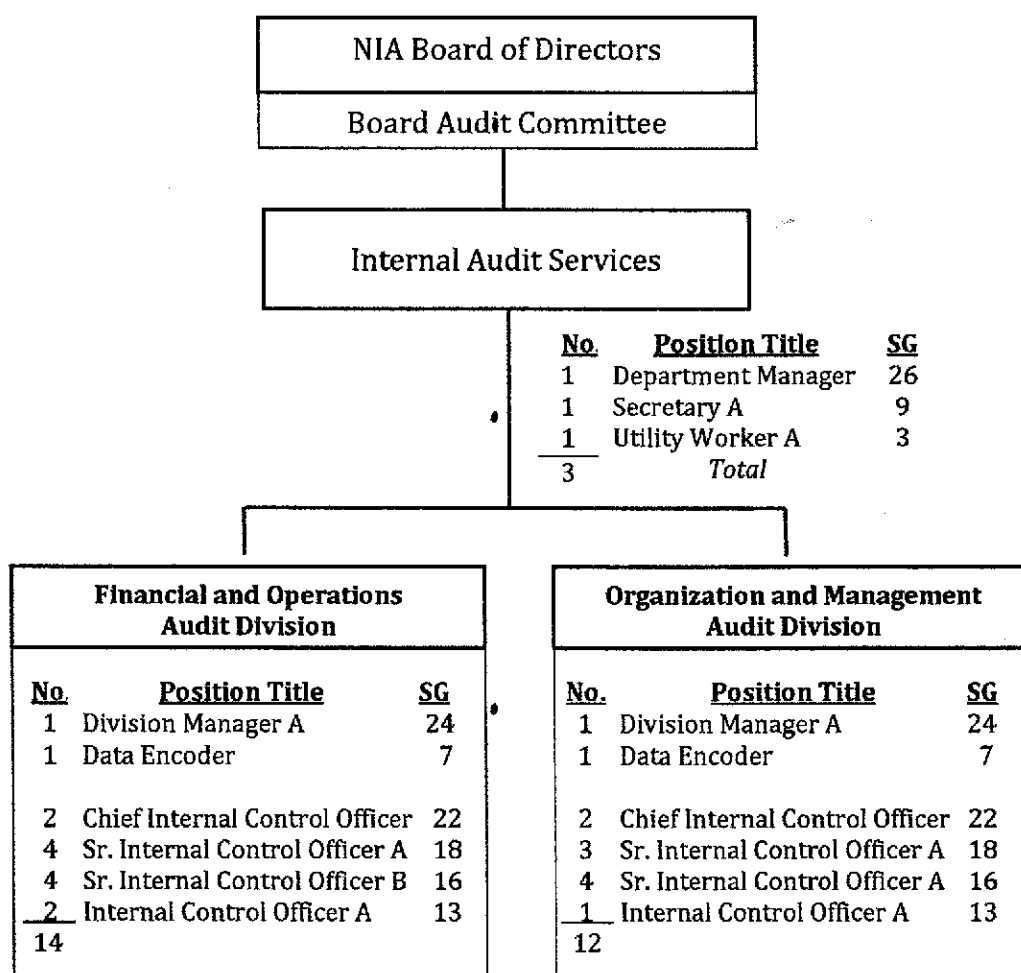 NIA Board of Directors
Board Audit Committee
Internal Audit Services
No. Position Title SG
1 Department Manager 26
1 Secretary A 9
1 Utility Worker A 3
3 Total
Financial and Operations
Audit Division
No. Position Title SG
1 Division Manager A 24
1 Data Encoder 7
2 Chief Internal Control Officer 22
4 Sr. Internal Control Officer A 18
4 Sr. Internal Control Officer B 16
2 Internal Control Officer A 13
14
Organization and Management
Audit Division
No. Position Title SG
1 Division Manager A 24
1 Data Encoder 7
2 Chief Internal Control Officer 22
3 Sr. Internal Control Officer A 18
4 Sr. Internal Control Officer A 16
1 Internal Control Officer A 13
12